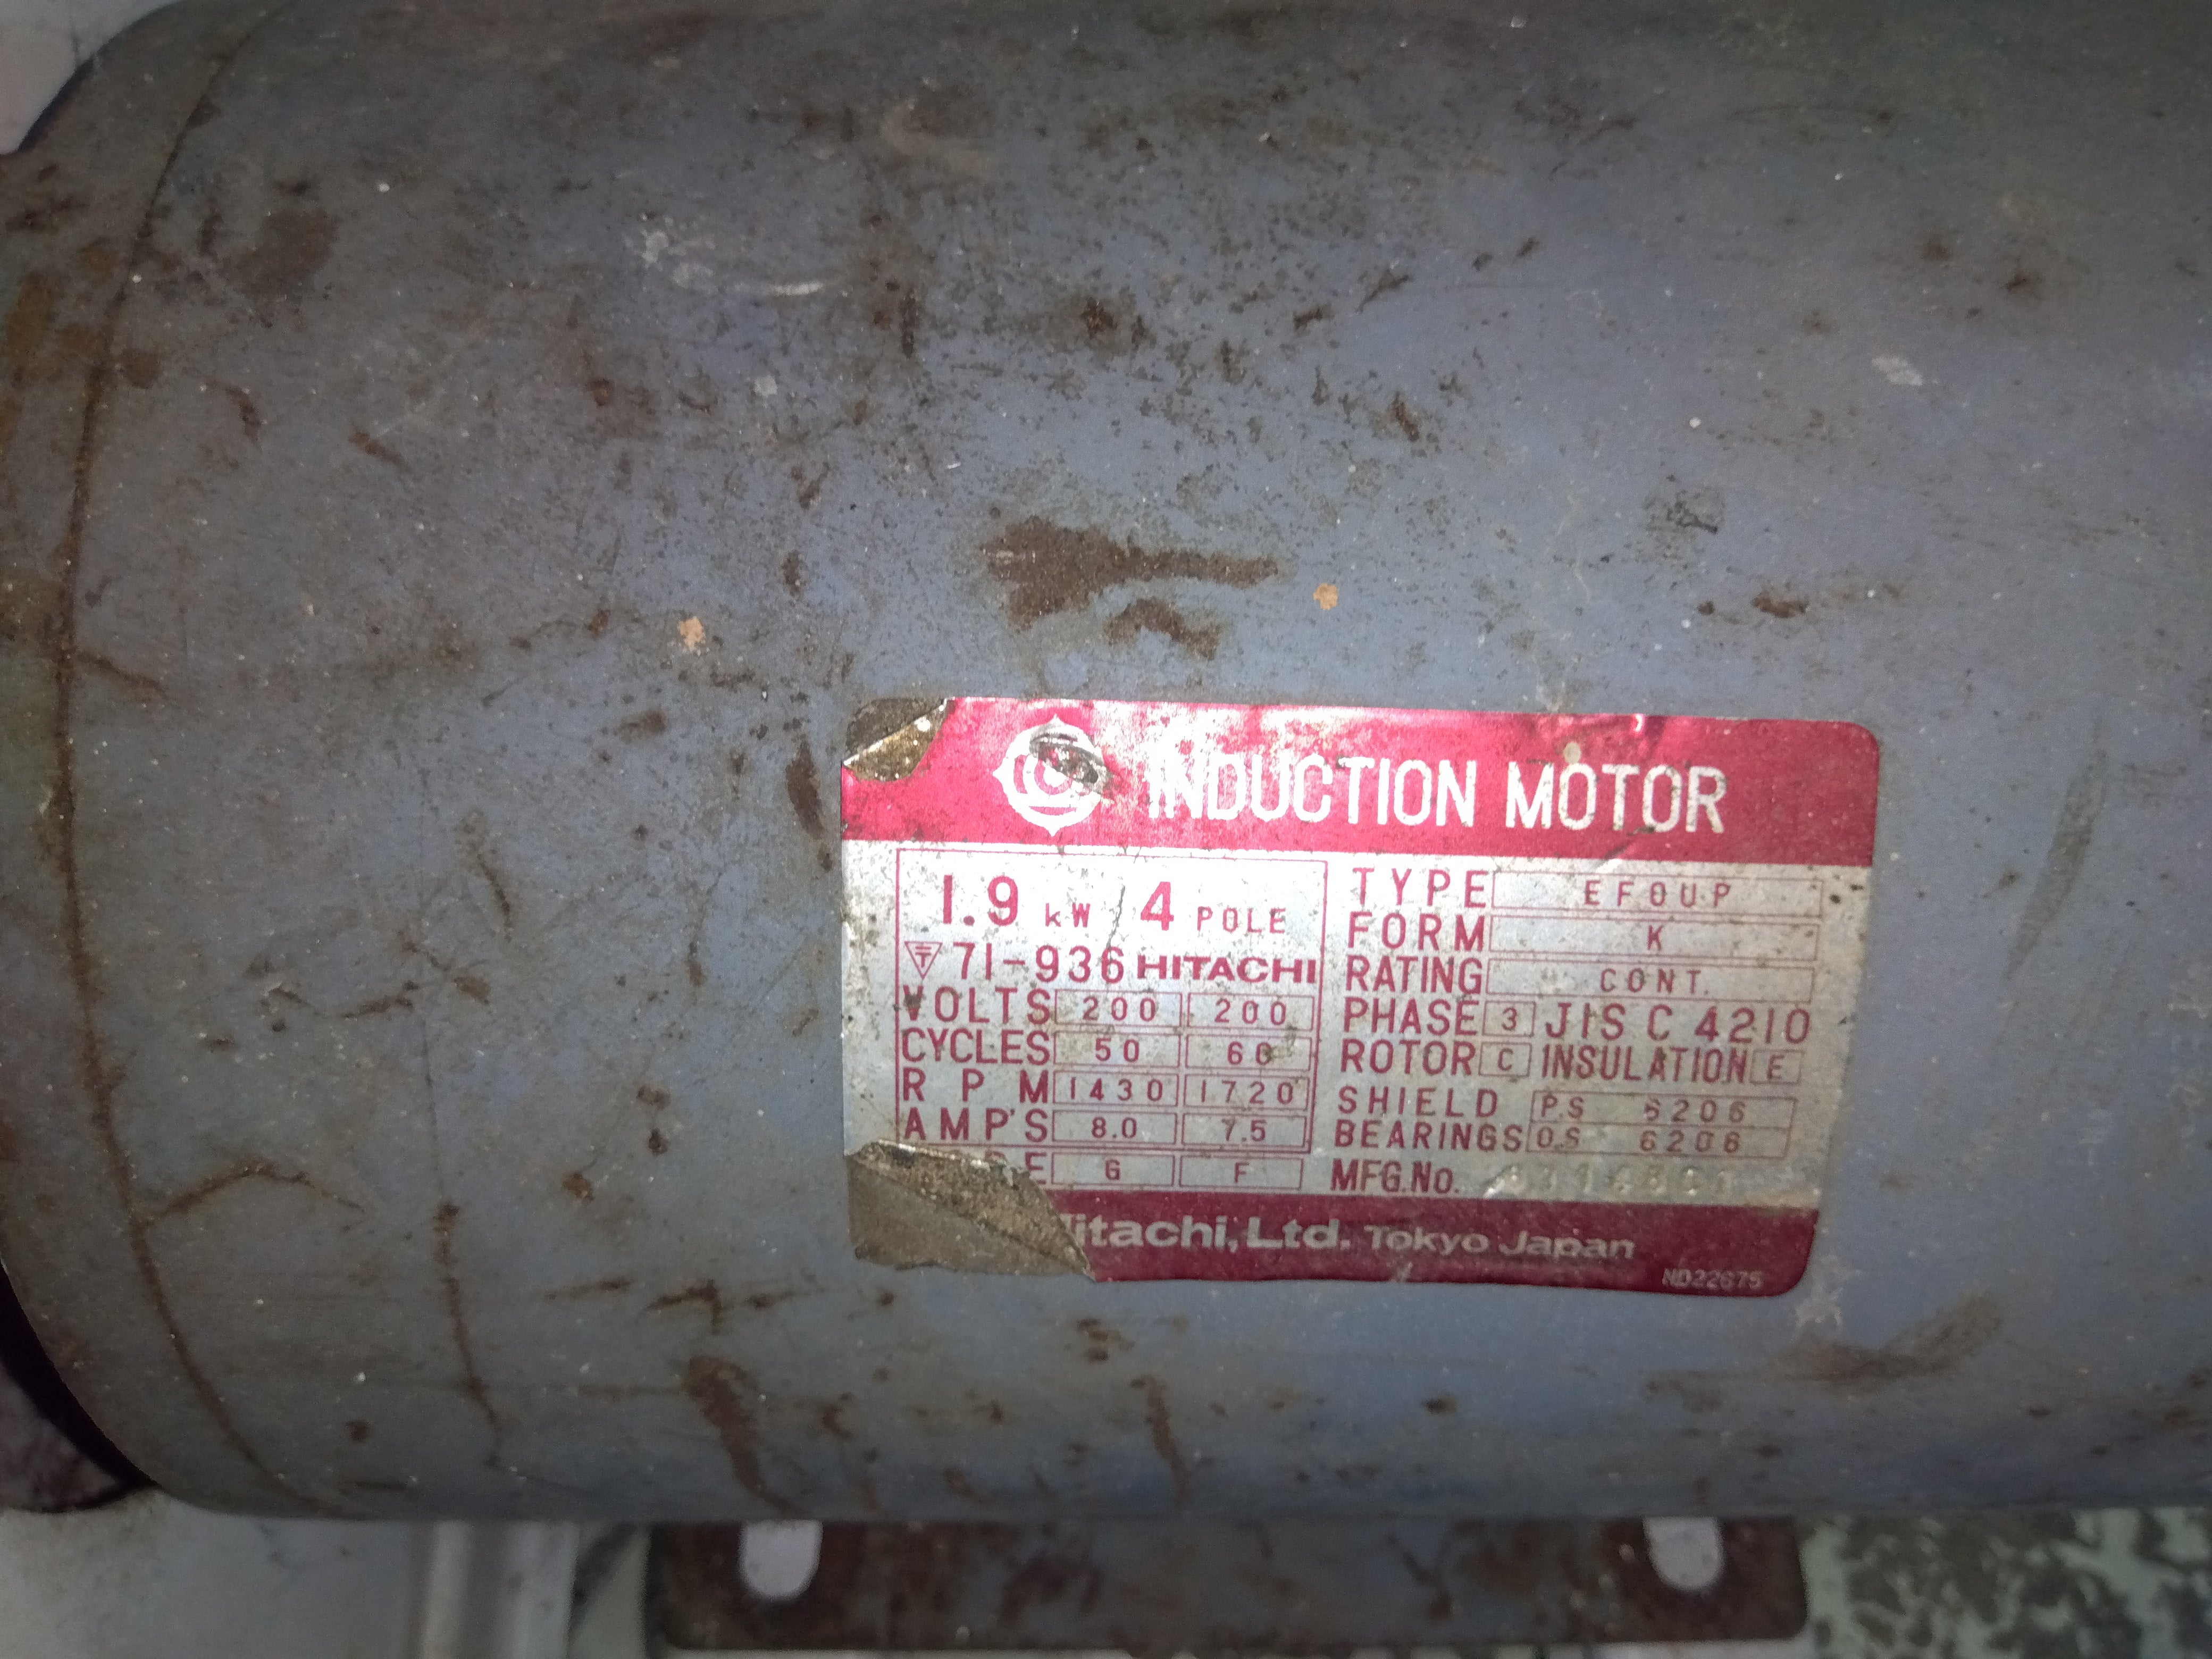 INDUCTION MOTOR
1.9 kW 4 POLE
〒 71-936 HITACHI
VOLTS 200 200
CYCLES 50 60
RPM 1430 1720
AMP'S 8.0 7.5
E G F
TYPE EFOUP
FORM K
RATING CONT.
PHASE 3 JIS C 4210
ROTOR C INSULATION E
SHIELD P.S 6206
BEARINGS O.S 6206
MFG.No.
itachi, Ltd. Tokyo Japan
ND22675